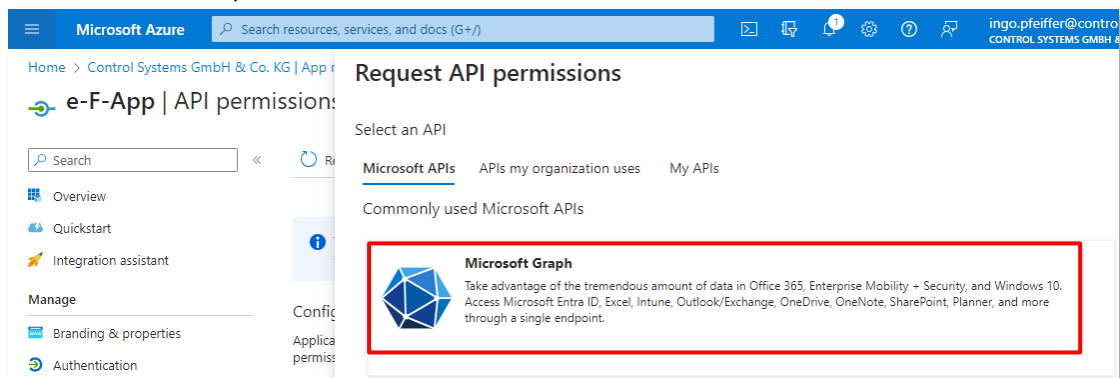 Microsoft Azure
Search resources, services, and docs (G+/)
1
ingo.pfeiffer@contro
CONTROL SYSTEMS GMBH &
Home > Control Systems GmbH & Co. KG | App r
Request API permissions
e-F-App | API permissions
Select an API
Search
«
Re
Microsoft APIs
APIs my organization uses
My APIs
Overview
Commonly used Microsoft APIs
Quickstart
Integration assistant
Microsoft Graph
Take advantage of the tremendous amount of data in Office 365, Enterprise Mobility + Security, and Windows 10.
Access Microsoft Entra ID, Excel, Intune, Outlook/Exchange, OneDrive, OneNote, SharePoint, Planner, and more
through a single endpoint.
Manage
Config
Branding & properties
Applica
permiss
Authentication